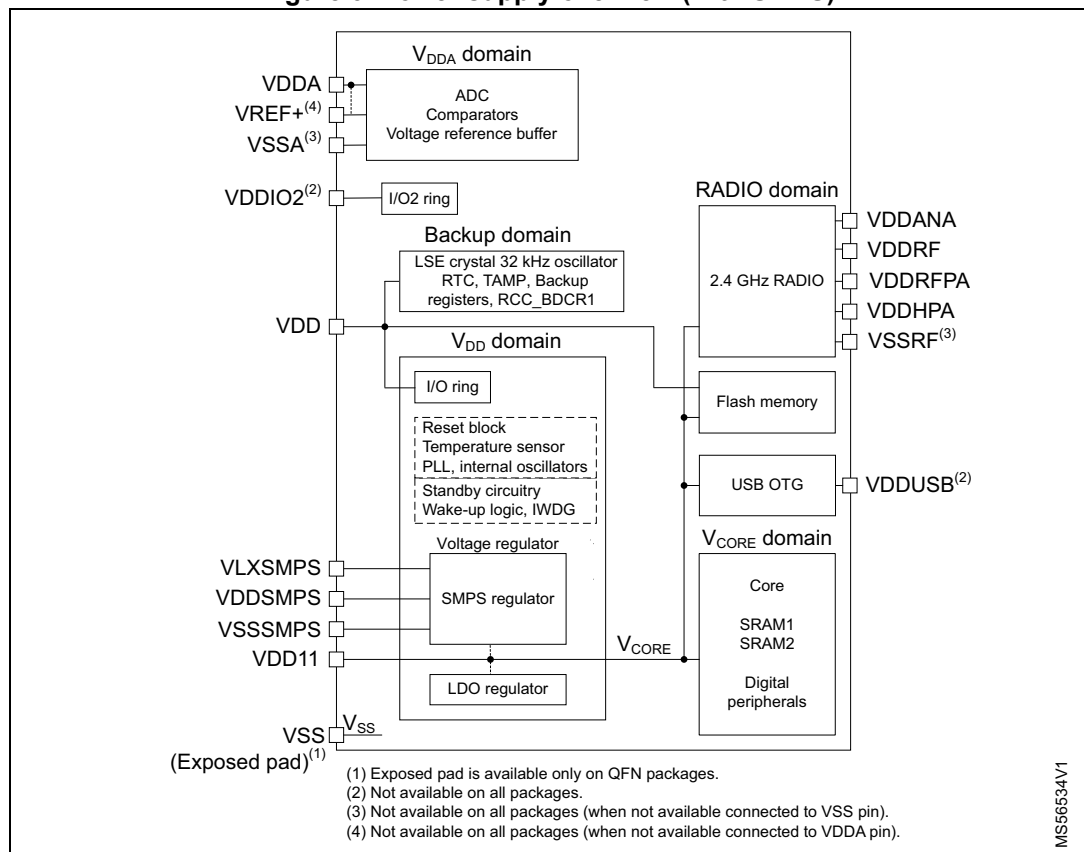 V_DDA domain
VDDA
VREF+(4)
VSSA(3)
ADC
Comparators
Voltage reference buffer
VDDIO2(2)
I/O2 ring
Backup domain
LSE crystal 32 kHz oscillator
RTC, TAMP, Backup
registers, RCC_BDCR1
RADIO domain
2.4 GHz RADIO
VDDANA
VDDRF
VDDRFPA
VDDHPA
VSSRF(3)
VDD
V_DD domain
I/O ring
Flash memory
Reset block
Temperature sensor
PLL, internal oscillators
Standby circuitry
Wake-up logic, IWDG
USB OTG
VDDUSB(2)
Voltage regulator
SMPS regulator
VLXSMPS
VDDSMPS
VSSSMPS
VDD11
LDO regulator
V_CORE
V_CORE domain
Core
SRAM1
SRAM2
Digital
peripherals
VSS
V_SS
(Exposed pad)(1)
(1) Exposed pad is available only on QFN packages.
(2) Not available on all packages.
(3) Not available on all packages (when not available connected to VSS pin).
(4) Not available on all packages (when not available connected to VDDA pin).
MS56534V1